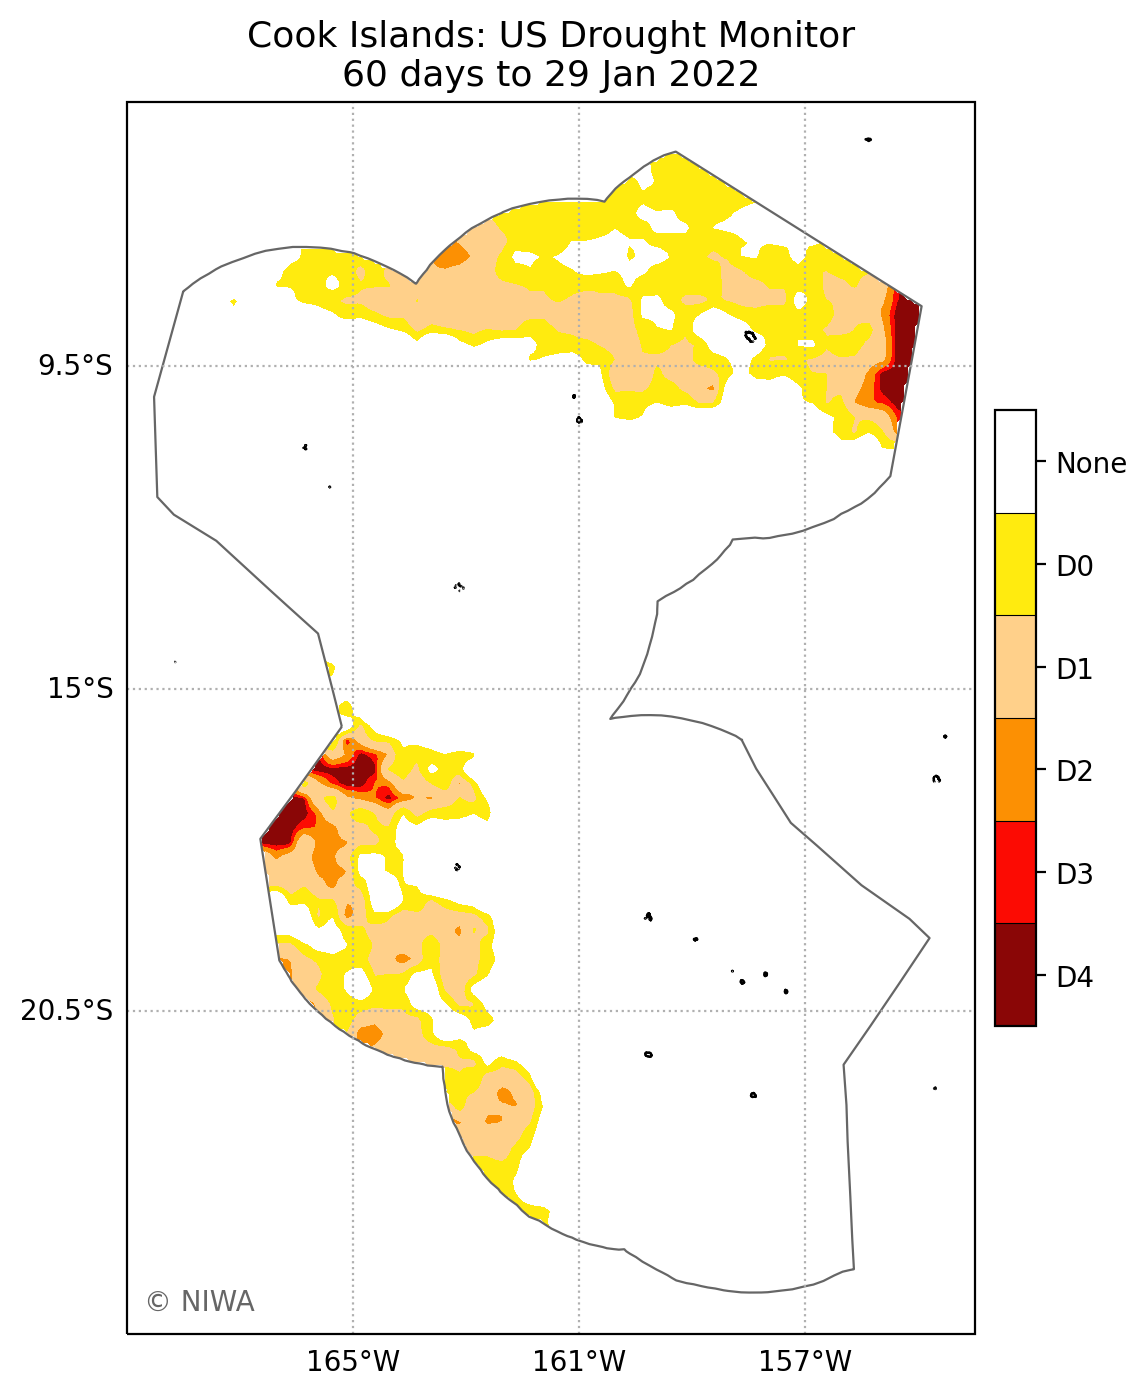 Cook Islands: US Drought Monitor
60 days to 29 Jan 2022
9.5°S
15°S
20.5°S
165°W
161°W
157°W
None
D0
D1
D2
D3
D4
© NIWA